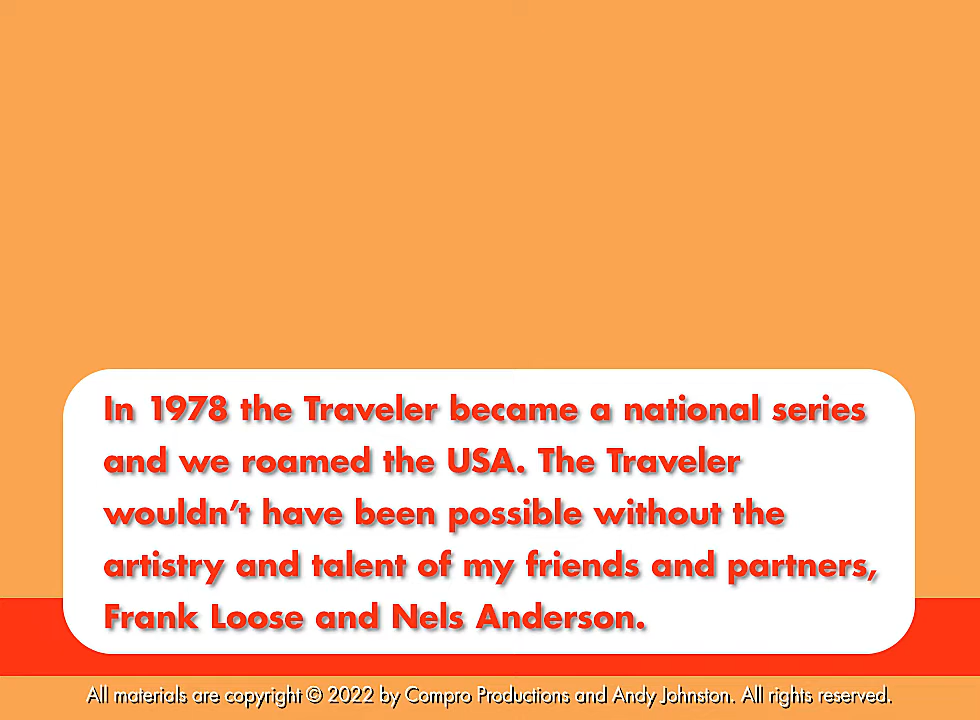 In 1978 the Traveler became a national series
and we roamed the USA. The Traveler
wouldn’t have been possible without the
artistry and talent of my friends and partners,
Frank Loose and Nels Anderson.
All materials are copyright © 2022 by Compro Productions and Andy Johnston. All rights reserved.